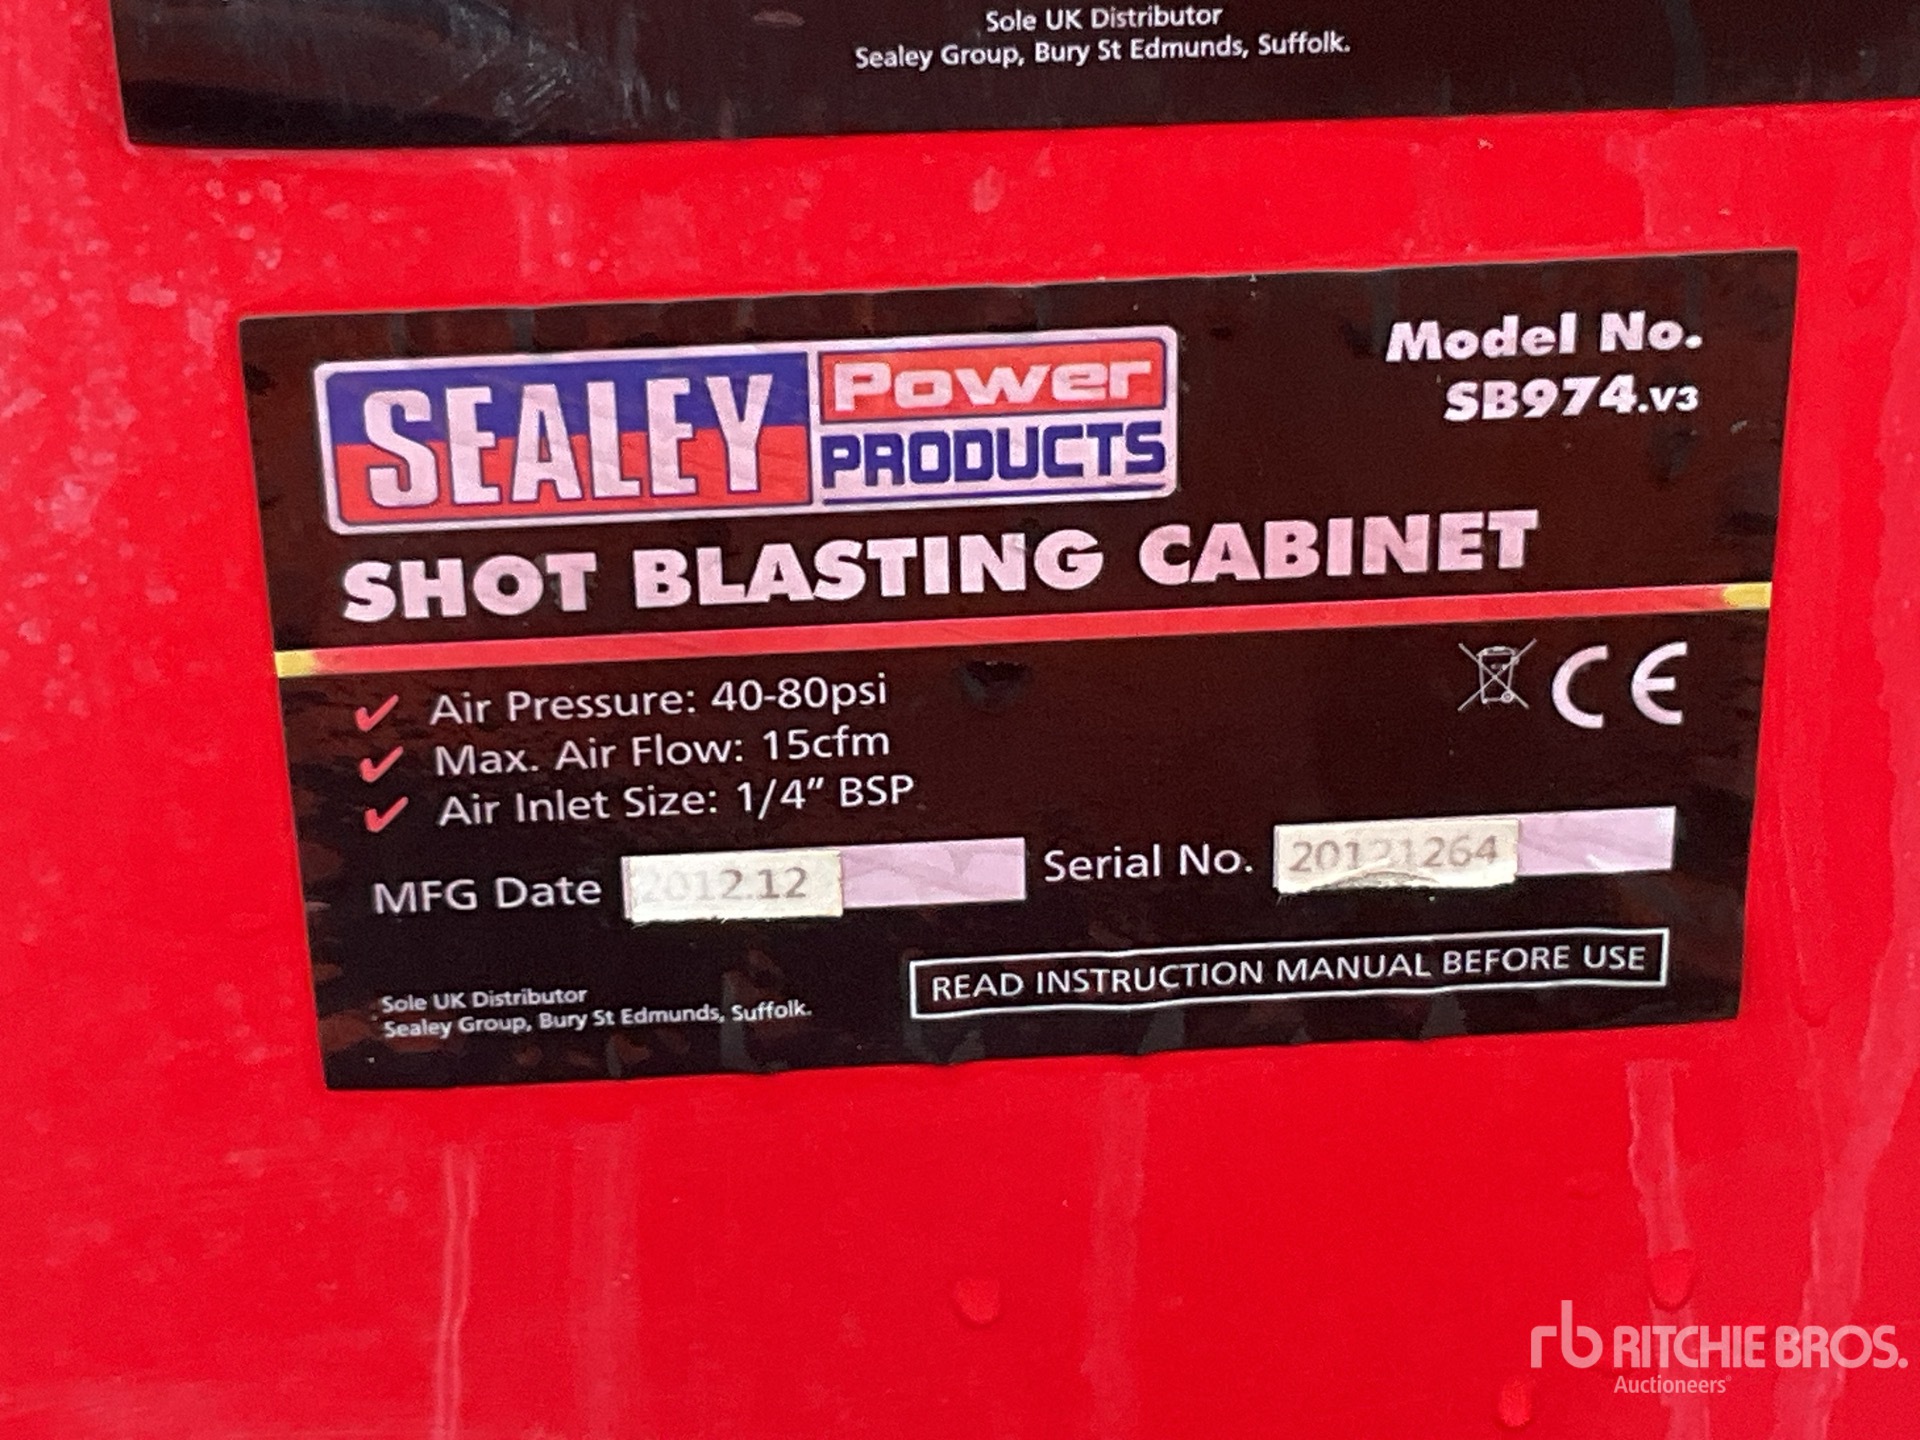 Sole UK Distributor
Sealey Group, Bury St Edmunds, Suffolk.
SEALEY Power PRODUCTS
Model No.
SB974.v3
SHOT BLASTING CABINET
Air Pressure: 40-80psi
Max. Air Flow: 15cfm
Air Inlet Size: 1/4" BSP
CE
MFG Date 2012.12
Serial No. 20121264
Sole UK Distributor
Sealey Group, Bury St Edmunds, Suffolk.
READ INSTRUCTION MANUAL BEFORE USE
rb RITCHIE BROS.
Auctioneers